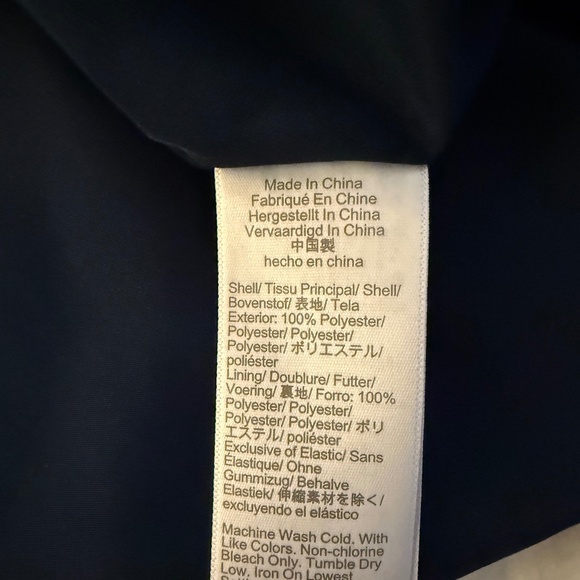 Made In China
Fabriqué En Chine
Hergestellt In China
Vervaardigd In China
中国製
hecho en china
Shell/ Tissu Principal/ Shell/
Bovenstof/ 表地/ Tela
Exterior: 100% Polyester/
Polyester/ Polyester/
Polyester/ ポリエステル/
poliéster
Lining/ Doublure/ Futter/
Voering/ 裏地/ Forro: 100%
Polyester/ Polyester/
Polyester/ Polyester/ ポリ
エステル/ poliéster
Exclusive of Elastic/ Sans
Élastique/ Ohne
Gummizug/ Behalve
Elastiek/ 伸縮素材を除く/
excluyendo el elástico
Machine Wash Cold. With
Like Colors. Non-chlorine
Bleach Only. Tumble Dry
Low. Iron On Lowest